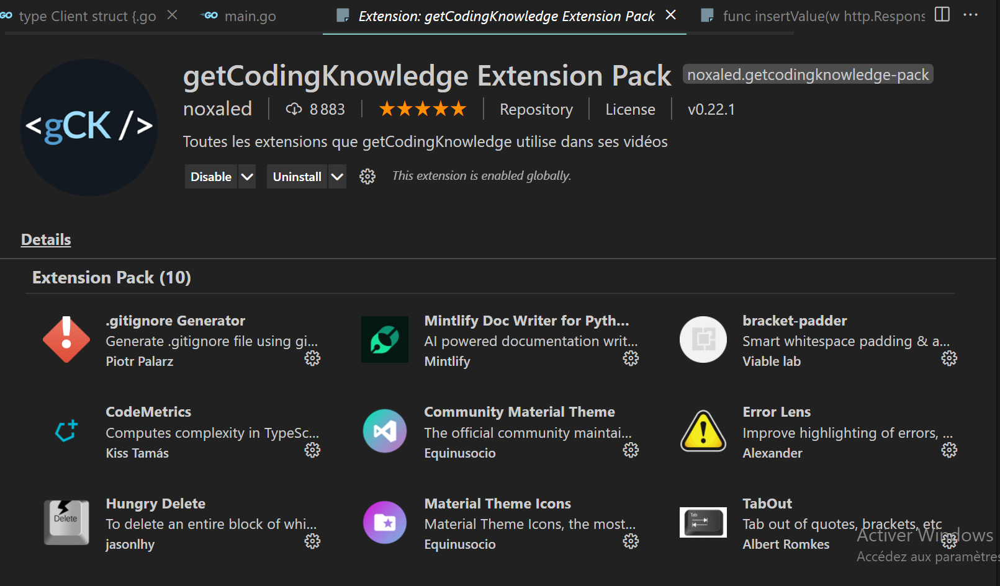 GO type Client struct {.go
GO main.go
Extension: getCodingKnowledge Extension Pack
func insertValue(w http.Respons
<gCK />
getCodingKnowledge Extension Pack
noxaled.getcodingknowledge-pack
noxaled
8 883
Repository
License
v0.22.1
Toutes les extensions que getCodingKnowledge utilise dans ses vidéos
Disable
Uninstall
This extension is enabled globally.
Details
Extension Pack (10)
.gitignore Generator
Generate .gitignore file using gi...
Piotr Palarz
Mintlify Doc Writer for Pyth...
AI powered documentation writ...
Mintlify
bracket-padder
Smart whitespace padding & a...
Viable lab
CodeMetrics
Computes complexity in TypeSc...
Kiss Tamás
Community Material Theme
The official community maintai...
Equinusocio
Error Lens
Improve highlighting of errors, ...
Alexander
Delete
Hungry Delete
To delete an entire block of whi...
jasonlhy
Material Theme Icons
Material Theme Icons, the most...
Equinusocio
Tab
TabOut
Tab out of quotes, brackets, etc
Albert Romkes
Activer Windows
Accédez aux paramètres